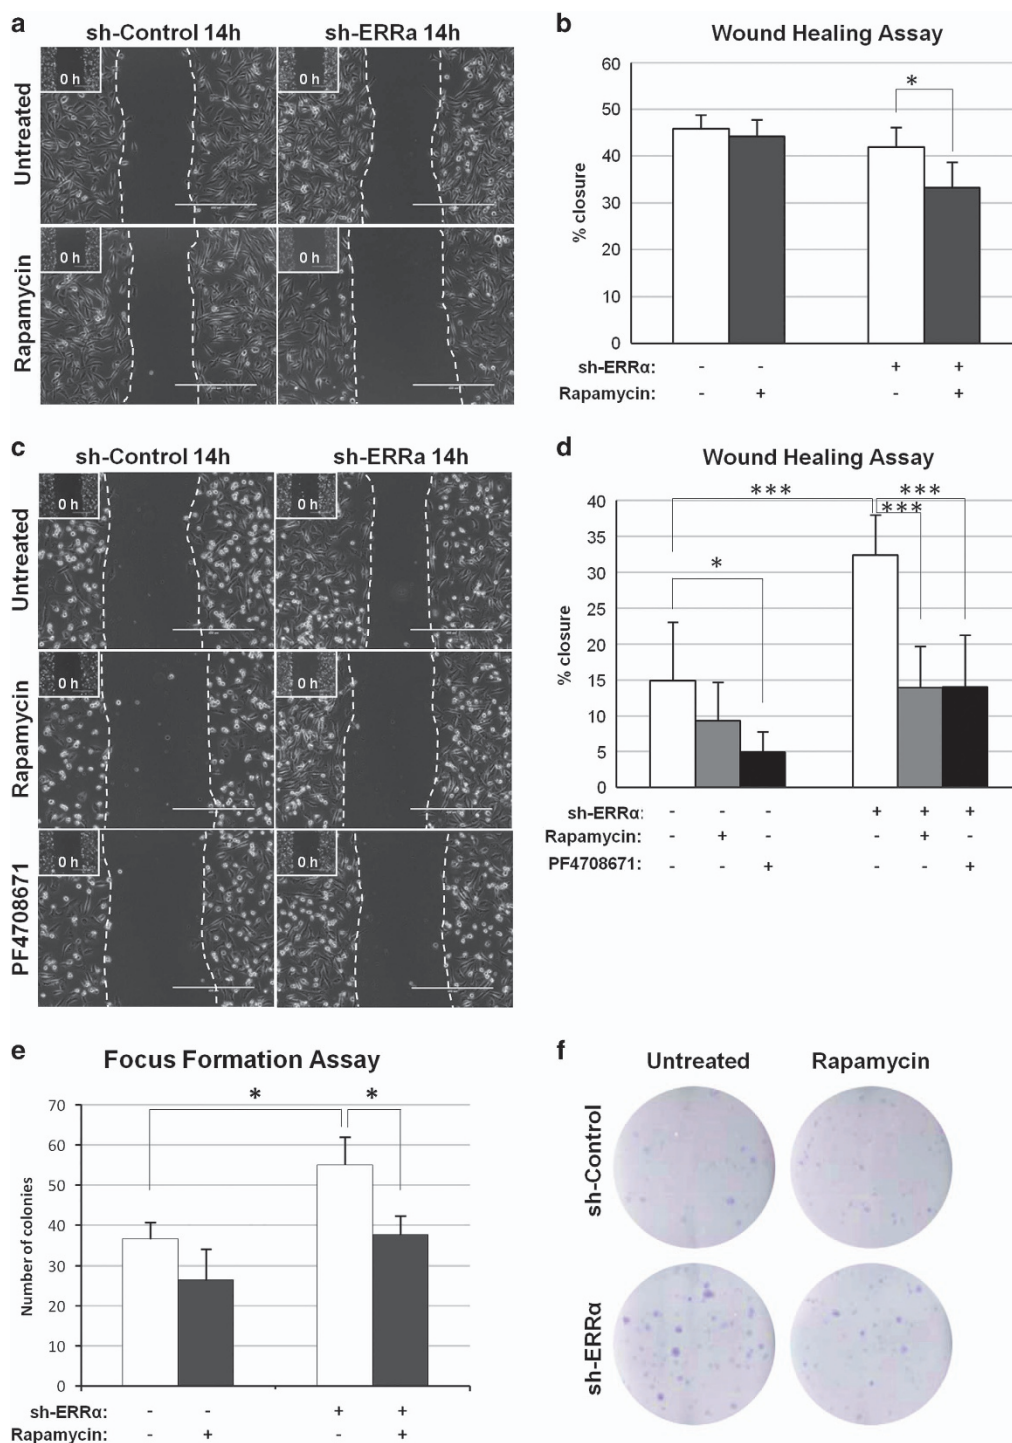 a
sh-Control 14h
sh-ERRa 14h
Untreated
0 h
0 h
Rapamycin
0 h
0 h
b
Wound Healing Assay
% closure
60
50
40
30
20
10
0
*
sh-ERRα: - - + +
Rapamycin: - + - +
c
sh-Control 14h
sh-ERRa 14h
Untreated
0 h
0 h
Rapamycin
0 h
0 h
PF4708671
0 h
0 h
d
Wound Healing Assay
% closure
40
35
30
25
20
15
10
5
0
*** ***
***
*
sh-ERRα: - - - + + +
Rapamycin: - + - - + -
PF4708671: - - + - - +
e
Focus Formation Assay
Number of colonies
70
60
50
40
30
20
10
0
* *
sh-ERRα: - - + +
Rapamycin: - + - +
f
Untreated
Rapamycin
sh-Control
sh-ERRα